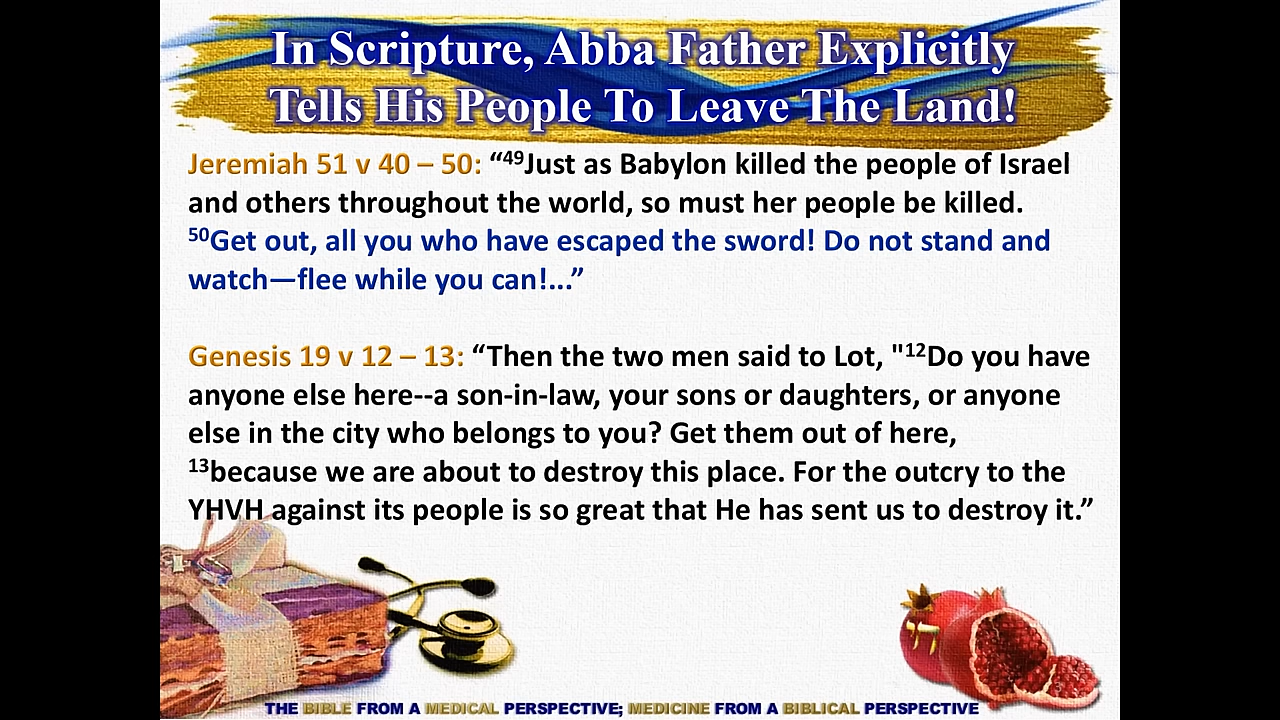 In Scripture, Abba Father Explicitly
Tells His People To Leave The Land!
Jeremiah 51 v 40 – 50: “⁴⁹Just as Babylon killed the people of Israel
and others throughout the world, so must her people be killed.
⁵⁰Get out, all you who have escaped the sword! Do not stand and
watch—flee while you can!...”
Genesis 19 v 12 – 13: “Then the two men said to Lot, "¹²Do you have
anyone else here--a son-in-law, your sons or daughters, or anyone
else in the city who belongs to you? Get them out of here,
¹³because we are about to destroy this place. For the outcry to the
YHVH against its people is so great that He has sent us to destroy it.”
THE BIBLE FROM A MEDICAL PERSPECTIVE; MEDICINE FROM A BIBLICAL PERSPECTIVE